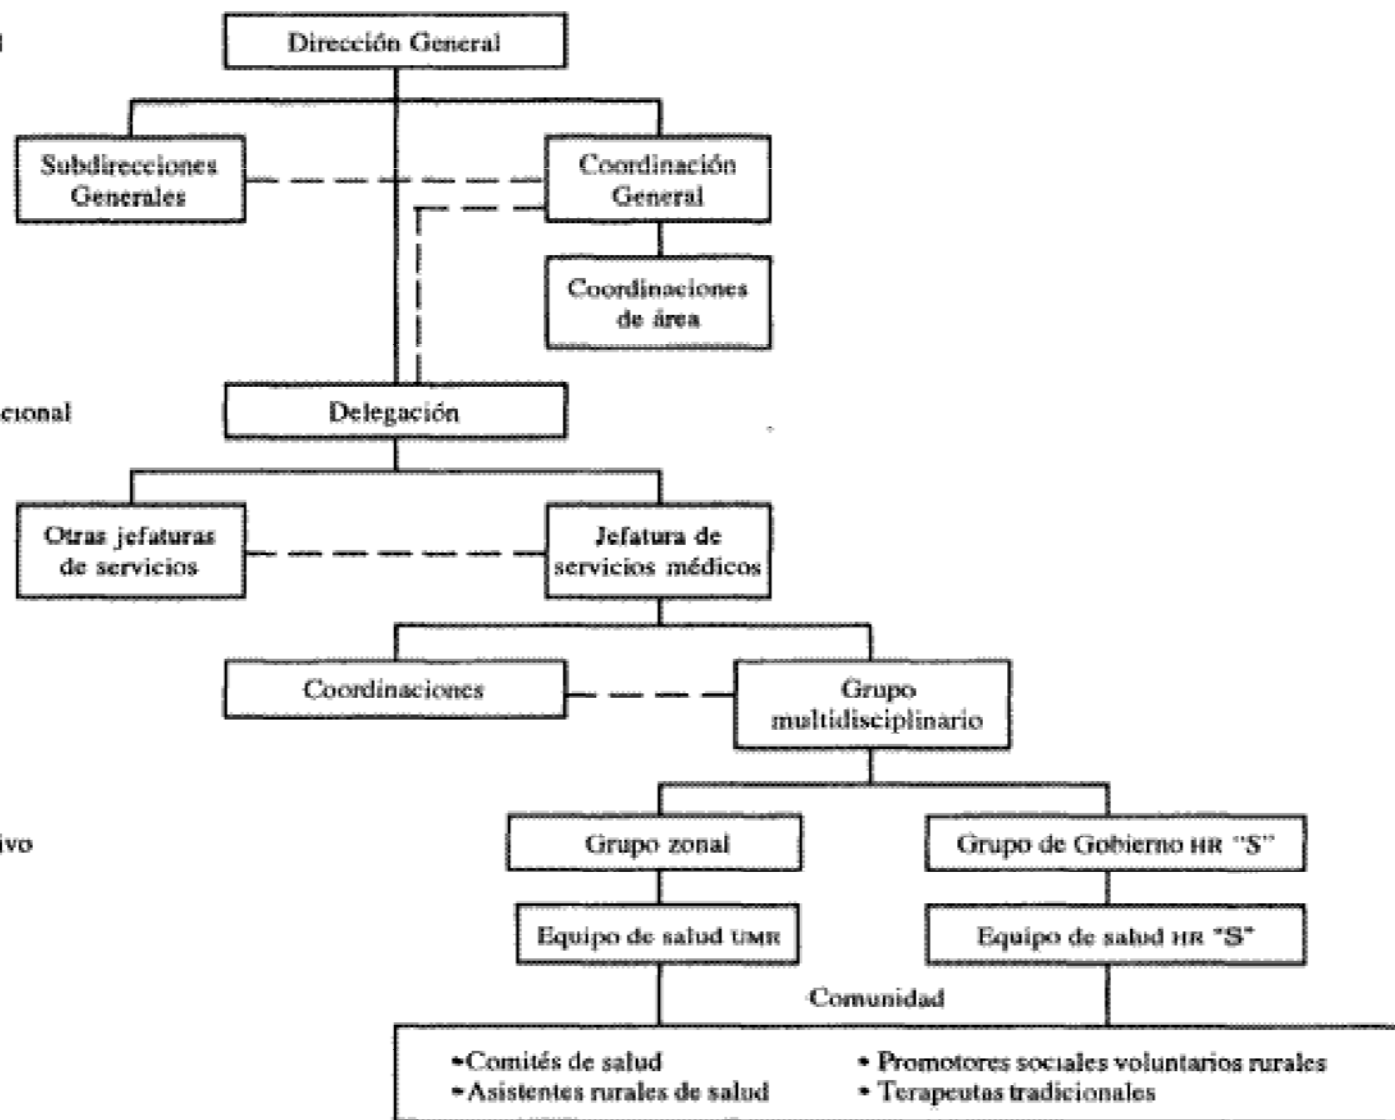 Dirección General
Subdirecciones
Generales
Coordinación
General
Coordinaciones
de área
cional
Delegación
Otras jefaturas
de servicios
Jefatura de
servicios médicos
Coordinaciones
Grupo
multidisciplinario
ivo
Grupo zonal
Grupo de Gobierno HR "S"
Equipo de salud UMR
Equipo de salud HR "S"
Comunidad
•Comités de salud
•Asistentes rurales de salud
• Promotores sociales voluntarios rurales
• Terapeutas tradicionales